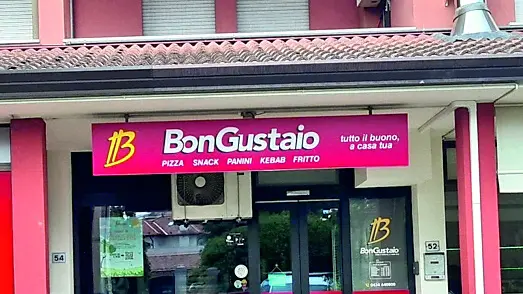 B
BonGustaio
PIZZA SNACK PANINI KEBAB FRITTO
tutto il buono,
a casa tua
54
B
BonGustaio
52